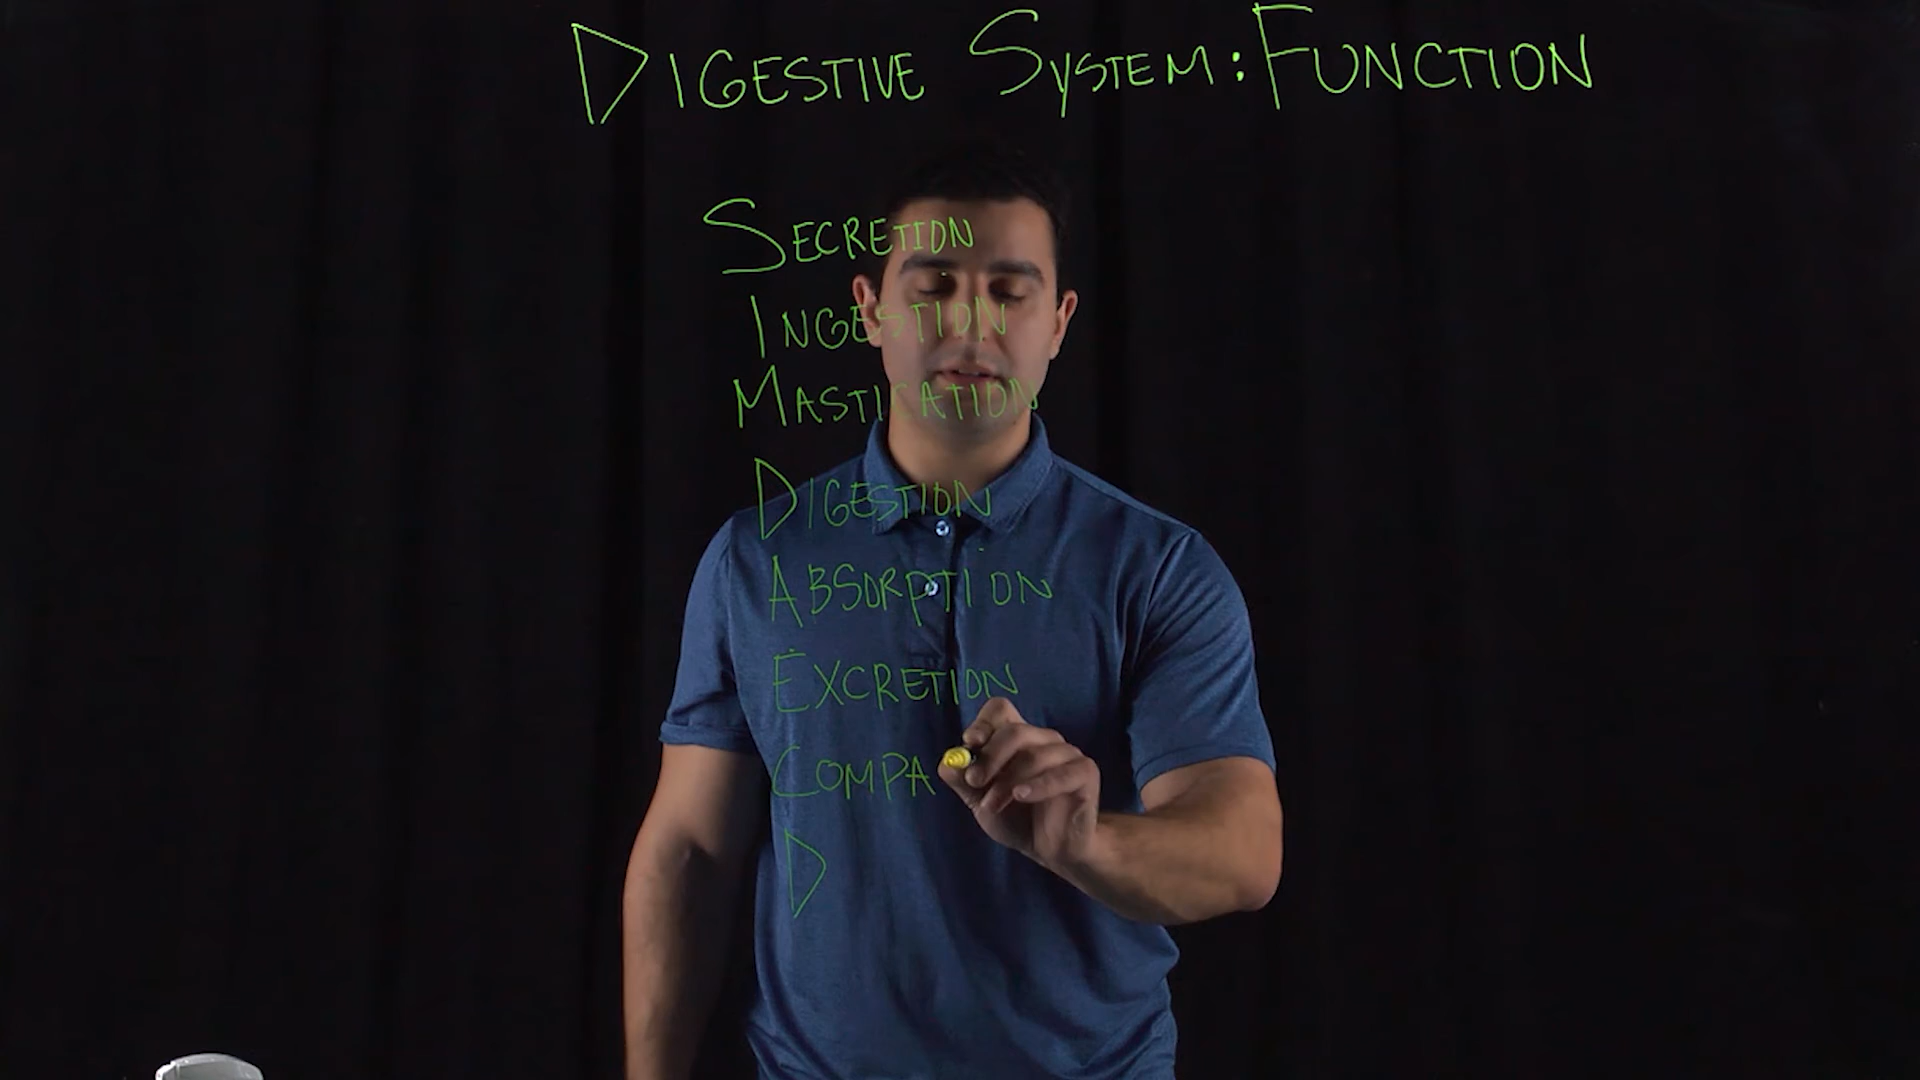 DIGESTIVE SYSTEM: FUNCTION
SECRETION
INGESTION
MASTICATION
DIGESTION
ABSORPTION
EXCRETION
COMPA
D